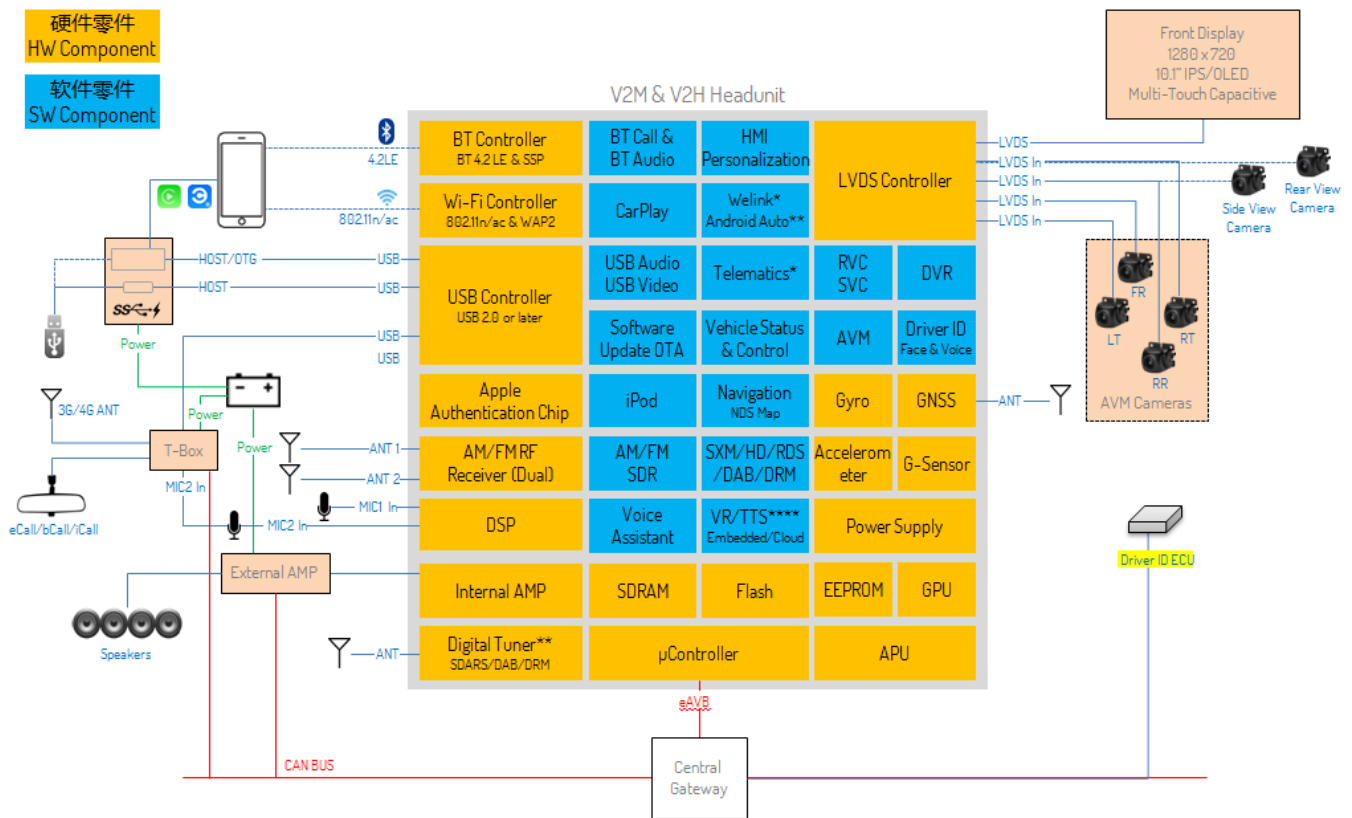 硬件零件
HW Component
软件零件
SW Component
Front Display
1280 x 720
10.1" IPS/OLED
Multi-Touch Capacitive
V2M & V2H Headunit
4.2LE
802.11n/ac
BT Controller
BT 4.2 LE & SSP
BT Call &
BT Audio
HMI
Personalization
LVDS Controller
LVDS
LVDS In
LVDS In
LVDS In
LVDS In
Rear View
Camera
Side View
Camera
Wi-Fi Controller
802.11n/ac & WAP2
CarPlay
Welink*
Android Auto**
HOST/OTG
USB
HOST
USB
USB
USB
SS
Power
USB Controller
USB 2.0 or later
USB Audio
USB Video
Telematics*
RVC
SVC
DVR
Software
Update OTA
Vehicle Status
& Control
AVM
Driver ID
Face & Voice
FR
LT
RT
RR
AVM Cameras
3G/4G ANT
Power
Power
T-Box
MIC2 In
eCall/bCall/iCall
Apple
Authentication Chip
iPod
Navigation
NDS Map
Gyro
GNSS
ANT
ANT 1
ANT 2
AM/FM RF
Receiver (Dual)
AM/FM
SDR
SXM/HD/RDS
/DAB/DRM
Accelerom
eter
G-Sensor
MIC1 In
MIC2 In
DSP
Voice
Assistant
VR/TTS****
Embedded/Cloud
Power Supply
Driver ID ECU
External AMP
Speakers
Internal AMP
SDRAM
Flash
EEPROM
GPU
ANT
Digital Tuner**
SDARS/DAB/DRM
µController
APU
eAVB
CAN BUS
Central
Gateway